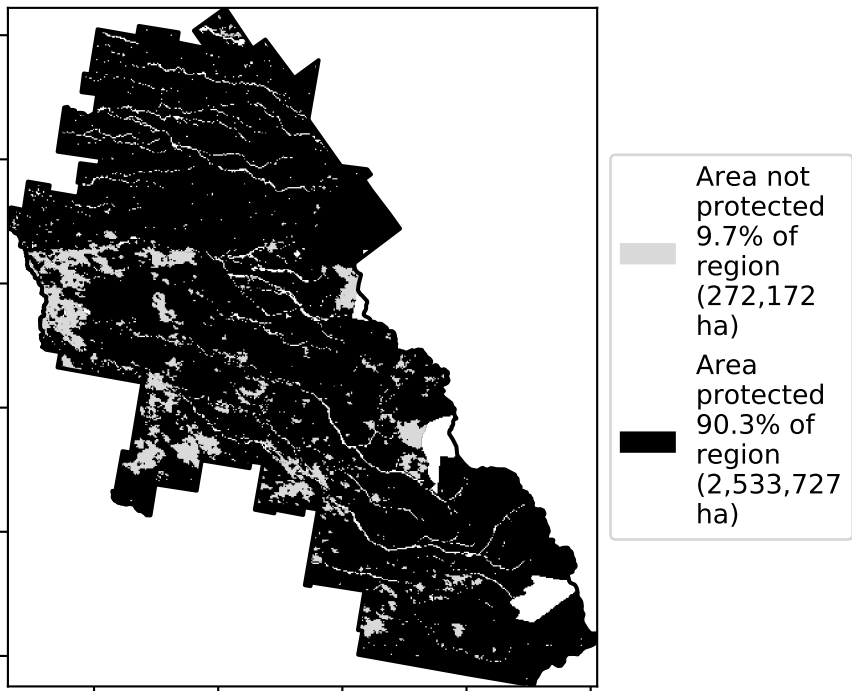 Area not
protected
9.7% of
region
(272,172
ha)
Area
protected
90.3% of
region
(2,533,727
ha)